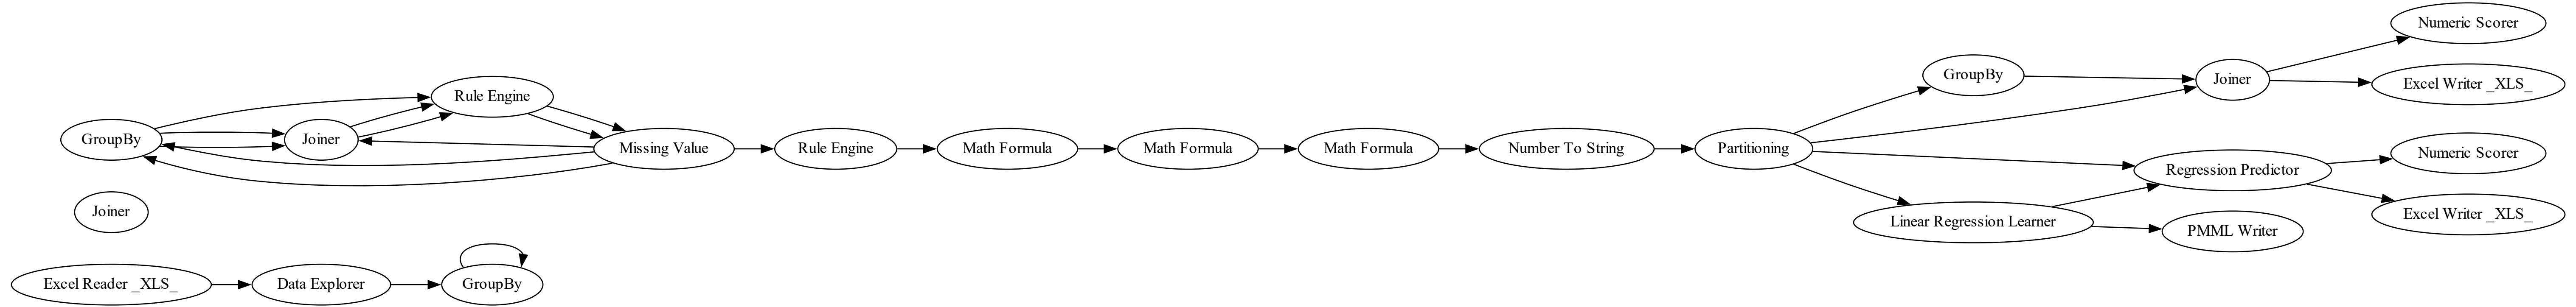 Numeric Scorer
GroupBy
Joiner
Excel Writer _XLS_
Rule Engine
GroupBy
Joiner
Missing Value
Rule Engine
Math Formula
Math Formula
Math Formula
Number To String
Partitioning
Numeric Scorer
Regression Predictor
Joiner
Linear Regression Learner
Excel Writer _XLS_
PMML Writer
Excel Reader _XLS_
Data Explorer
GroupBy